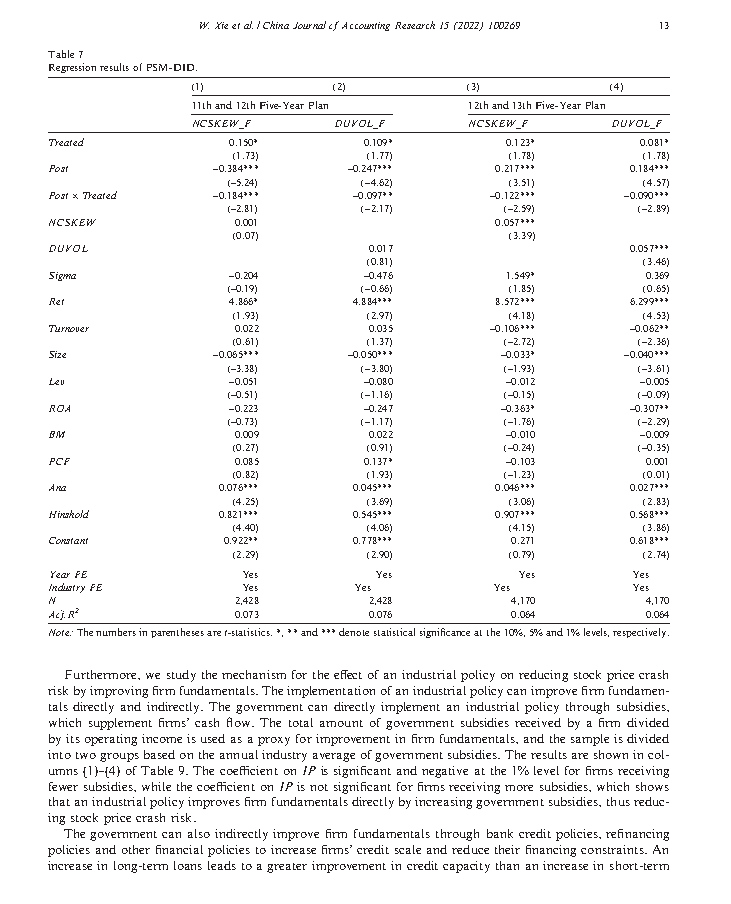 W. Xie et al. / China Journal of Accounting Research 15 (2022) 100269 13
Table 7
Regression results of PSM-DID.
(1) (2) (3) (4)
11th and 12th Five-Year Plan 12th and 13th Five-Year Plan
NCSKEW_F DUVOL_F NCSKEW_F DUVOL_F
Treated 0.150* 0.109* 0.123* 0.081*
(1.73) (1.77) (1.78) (1.78)
Post −0.384*** −0.247*** 0.217*** 0.184***
(−5.24) (−4.62) (3.51) (4.57)
Post × Treated −0.184*** −0.097** −0.122*** −0.090***
(−2.81) (−2.17) (−2.59) (−2.89)
NCSKEW 0.001 0.057***
(0.07) (3.39)
DUVOL 0.017 0.057***
(0.81) (3.46)
Sigma −0.204 −0.476 1.549* 0.369
(−0.19) (−0.66) (1.85) (0.65)
Ret 4.866* 4.884*** 8.572*** 6.299***
(1.93) (2.97) (4.18) (4.53)
Turnover 0.022 0.035 −0.106*** −0.062**
(0.61) (1.37) (−2.72) (−2.36)
Size −0.065*** −0.050*** −0.033* −0.040***
(−3.38) (−3.80) (−1.93) (−3.61)
Lev −0.051 −0.080 −0.012 −0.005
(−0.51) (−1.16) (−0.15) (−0.09)
ROA −0.223 −0.247 −0.363* −0.307**
(−0.73) (−1.17) (−1.76) (−2.29)
BM 0.009 0.022 −0.010 −0.009
(0.27) (0.91) (−0.24) (−0.35)
PCF 0.085 0.137* −0.103 0.001
(0.82) (1.93) (−1.23) (0.01)
Ana 0.076*** 0.045*** 0.046*** 0.027***
(4.25) (3.69) (3.06) (2.83)
Hinshold 0.821*** 0.545*** 0.907*** 0.568***
(4.40) (4.06) (4.15) (3.86)
Constant 0.922** 0.778*** 0.271 0.618***
(2.29) (2.90) (0.79) (2.74)
Year FE Yes Yes Yes Yes
Industry FE Yes Yes Yes Yes
N 2,428 2,428 4,170 4,170
Adj. R² 0.073 0.076 0.064 0.064
Note: The numbers in parentheses are t-statistics. *, ** and *** denote statistical significance at the 10%, 5% and 1% levels, respectively.
Furthermore, we study the mechanism for the effect of an industrial policy on reducing stock price crash
risk by improving firm fundamentals. The implementation of an industrial policy can improve firm fundamen-
tals directly and indirectly. The government can directly implement an industrial policy through subsidies,
which supplement firms' cash flow. The total amount of government subsidies received by a firm divided
by its operating income is used as a proxy for improvement in firm fundamentals, and the sample is divided
into two groups based on the annual industry average of government subsidies. The results are shown in col-
umns (1)–(4) of Table 9. The coefficient on IP is significant and negative at the 1% level for firms receiving
fewer subsidies, while the coefficient on IP is not significant for firms receiving more subsidies, which shows
that an industrial policy improves firm fundamentals directly by increasing government subsidies, thus reduc-
ing stock price crash risk.
The government can also indirectly improve firm fundamentals through bank credit policies, refinancing
policies and other financial policies to increase firms' credit scale and reduce their financing constraints. An
increase in long-term loans leads to a greater improvement in credit capacity than an increase in short-term